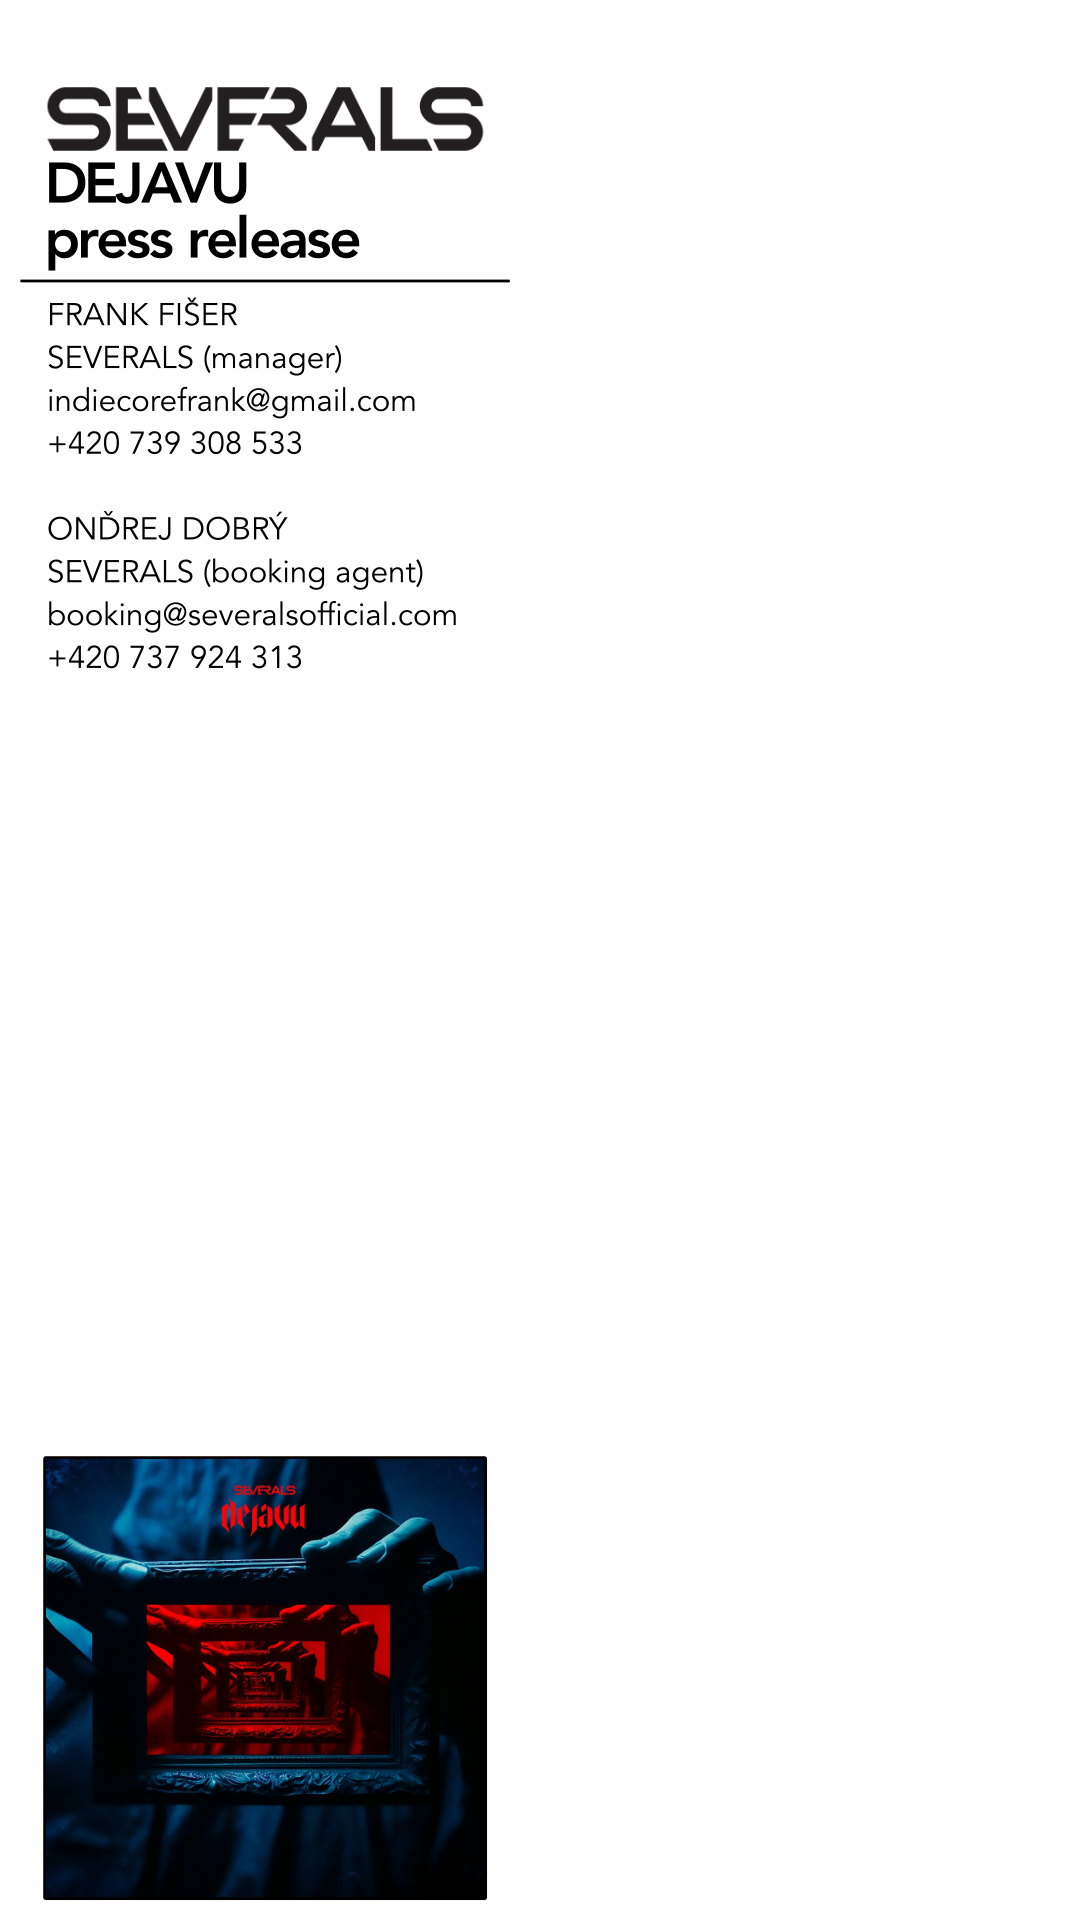 SEVERALS
DEJAVU
press release
FRANK FIŠER
SEVERALS (manager)
indiecorefrank@gmail.com
+420 739 308 533
ONĎREJ DOBRÝ
SEVERALS (booking agent)
booking@severalsofficial.com
+420 737 924 313
SEVERALS
dejavu